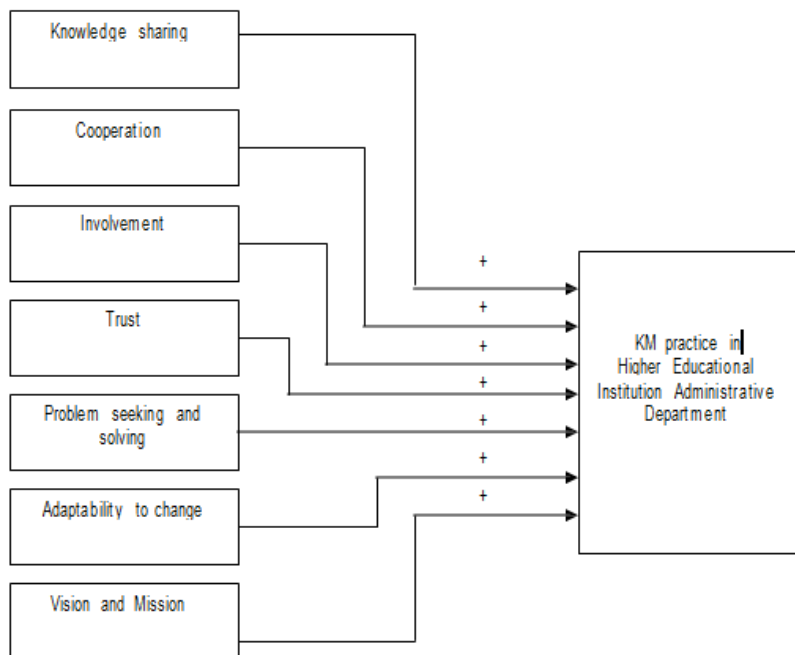 Knowledge sharing
Cooperation
Involvement
Trust
Problem seeking and
solving
Adaptability to change
Vision and Mission
+
+
+
+
+
+
+
KM practice in
Higher Educational
Institution Administrative
Department